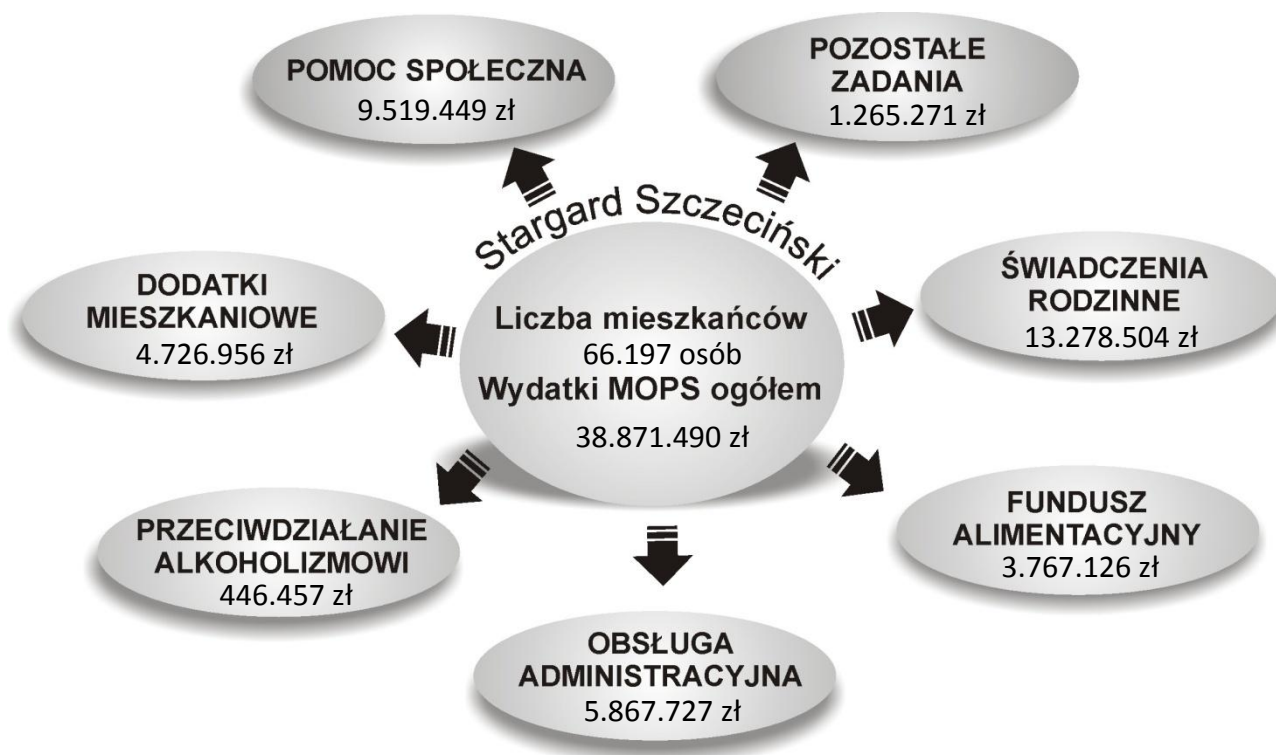 POMOC SPOŁECZNA
9.519.449 zł
POZOSTAŁE
ZADANIA
1.265.271 zł
Stargard Szczeciński
DODATKI
MIESZKANIOWE
4.726.956 zł
Liczba mieszkańców
66.197 osób
Wydatki MOPS ogółem
38.871.490 zł
ŚWIADCZENIA
RODZINNE
13.278.504 zł
PRZECIWDZIAŁANIE
ALKOHOLIZMOWI
446.457 zł
FUNDUSZ
ALIMENTACYJNY
3.767.126 zł
OBSŁUGA
ADMINISTRACYJNA
5.867.727 zł